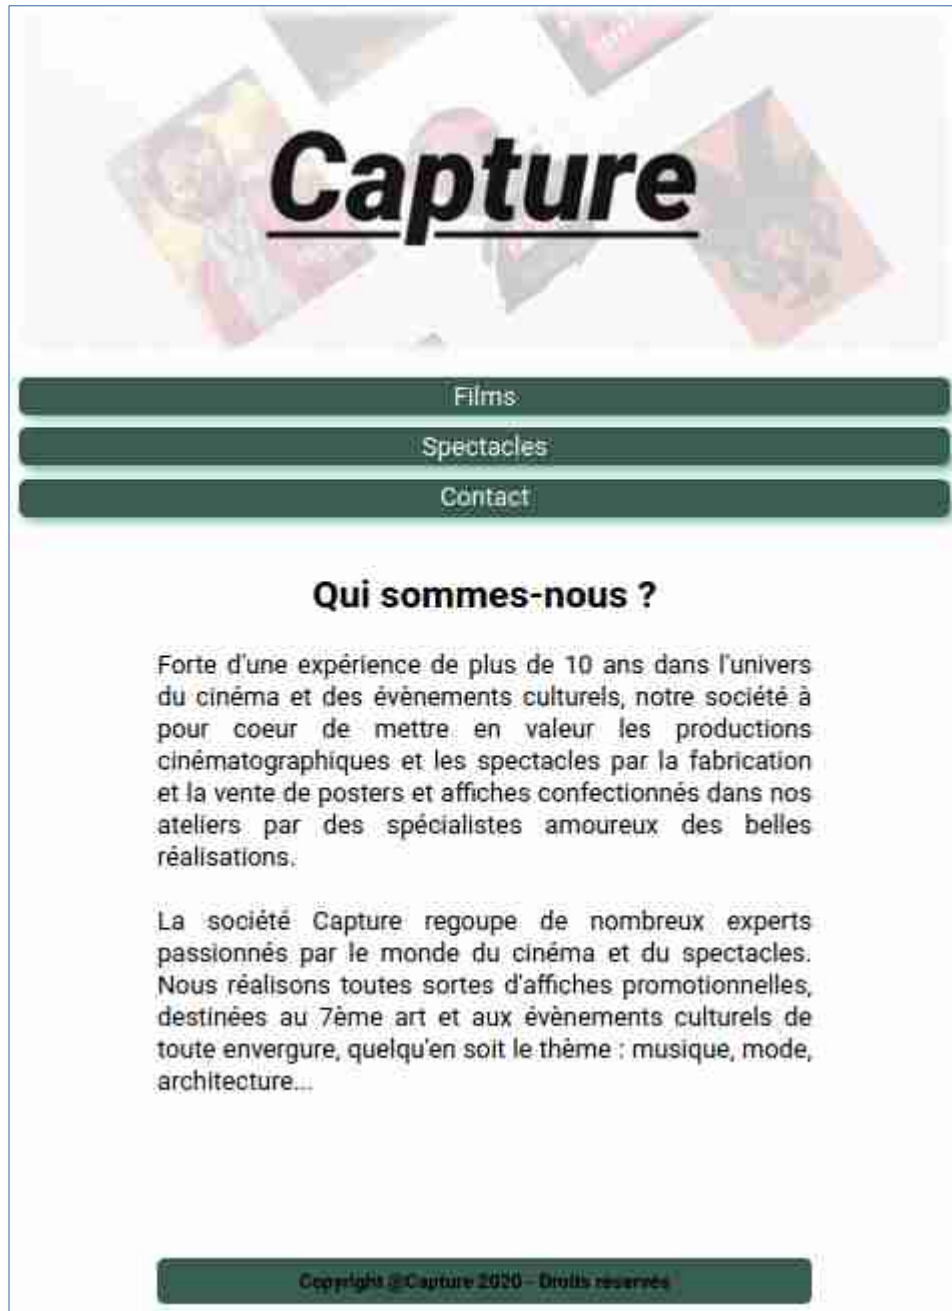 Capture
Films
Spectacles
Contact
Qui sommes-nous ?
Forte d'une expérience de plus de 10 ans dans l'univers
du cinéma et des évènements culturels, notre société à
pour coeur de mettre en valeur les productions
cinématographiques et les spectacles par la fabrication
et la vente de posters et affiches confectionnés dans nos
ateliers par des spécialistes amoureux des belles
réalisations.
La société Capture regoupe de nombreux experts
passionnés par le monde du cinéma et du spectacles.
Nous réalisons toutes sortes d'affiches promotionnelles,
destinées au 7ème art et aux évènements culturels de
toute envergure, quelqu'en soit le thème : musique, mode,
architecture...
Copyright @Capture 2020 - Droits reservés